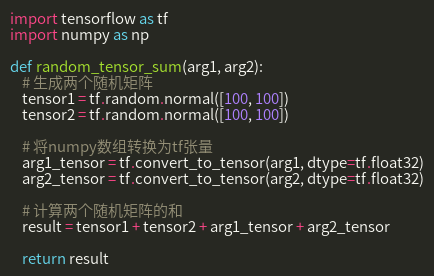 import tensorflow as tf
import numpy as np
def random_tensor_sum(arg1, arg2):
# 生成两个随机矩阵
tensor1 = tf.random.normal([100, 100])
tensor2 = tf.random.normal([100, 100])
# 将numpy数组转换为tf张量
arg1_tensor = tf.convert_to_tensor(arg1, dtype=tf.float32)
arg2_tensor = tf.convert_to_tensor(arg2, dtype=tf.float32)
# 计算两个随机矩阵的和
result = tensor1 + tensor2 + arg1_tensor + arg2_tensor
return result